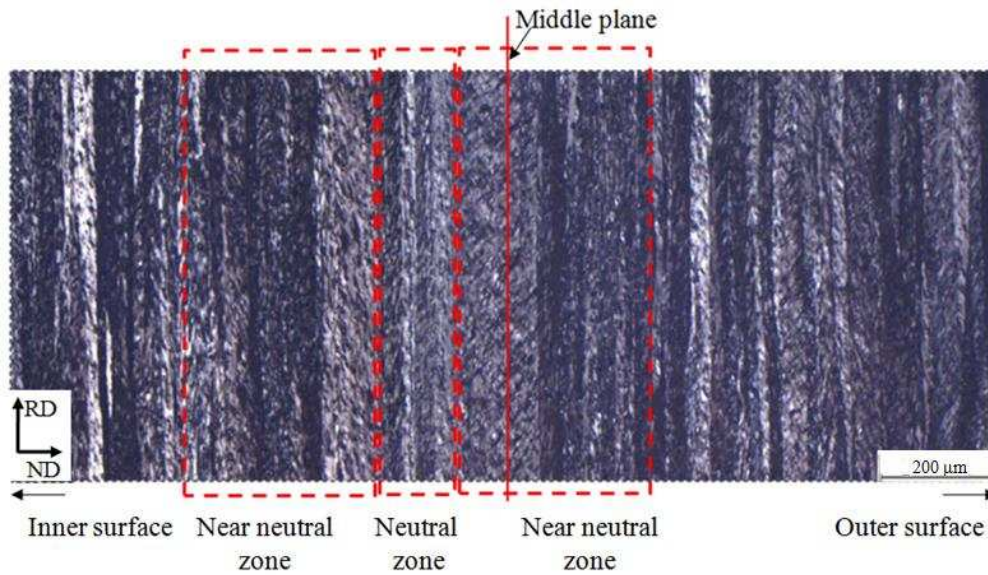 Middle plane
RD
ND
200 μm
Inner surface
Near neutral
zone
Neutral
zone
Near neutral
zone
Outer surface